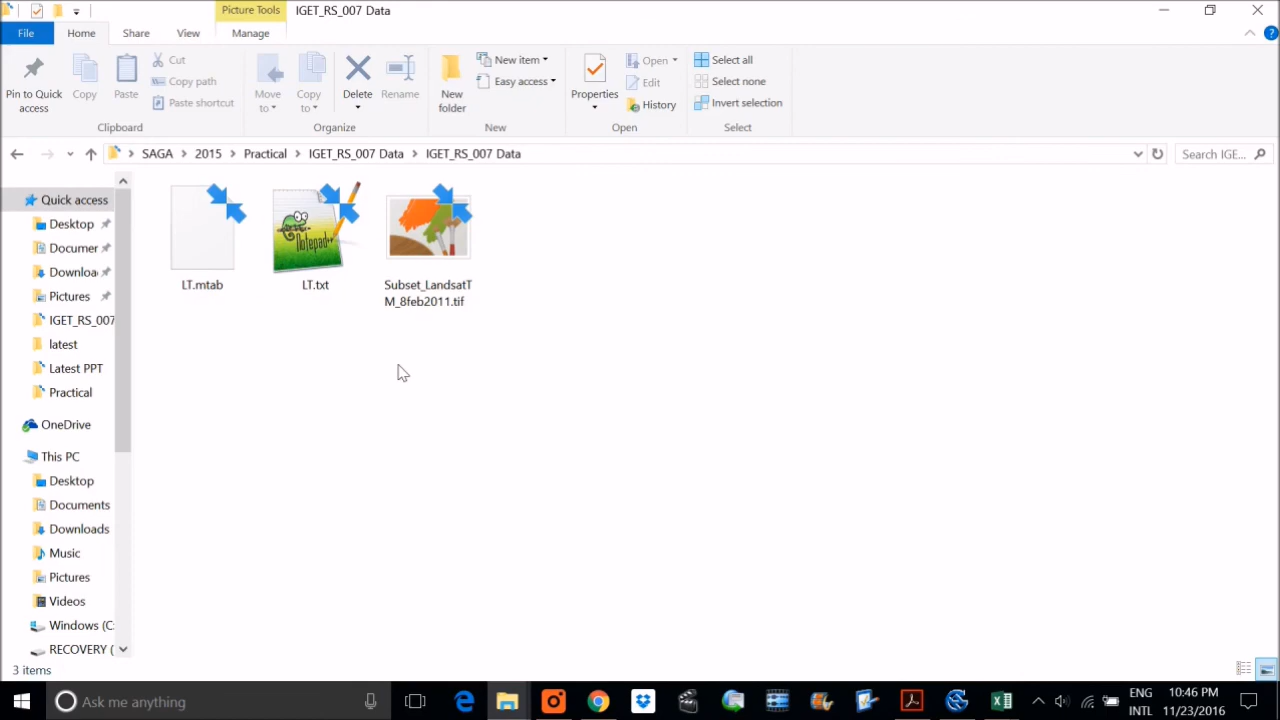 Picture Tools IGET_RS_007 Data
File Home Share View Manage
Pin to Quick access
Copy
Paste
Cut
Copy path
Paste shortcut
Clipboard
Move to
Copy to
Delete
Rename
Organize
New folder
New item
Easy access
New
Properties
Open
Edit
History
Open
Select all
Select none
Invert selection
Select
SAGA > 2015 > Practical > IGET_RS_007 Data > IGET_RS_007 Data
Search IGE...
Quick access
Desktop
Documer
Downloa
Pictures
IGET_RS_007
latest
Latest PPT
Practical
OneDrive
This PC
Desktop
Documents
Downloads
Music
Pictures
Videos
Windows (C:
RECOVERY (
LT.mtab
Notepad++
LT.txt
Subset_LandsatT
M_8feb2011.tif
3 items
Ask me anything
ENG
INTL
10:46 PM
11/23/2016